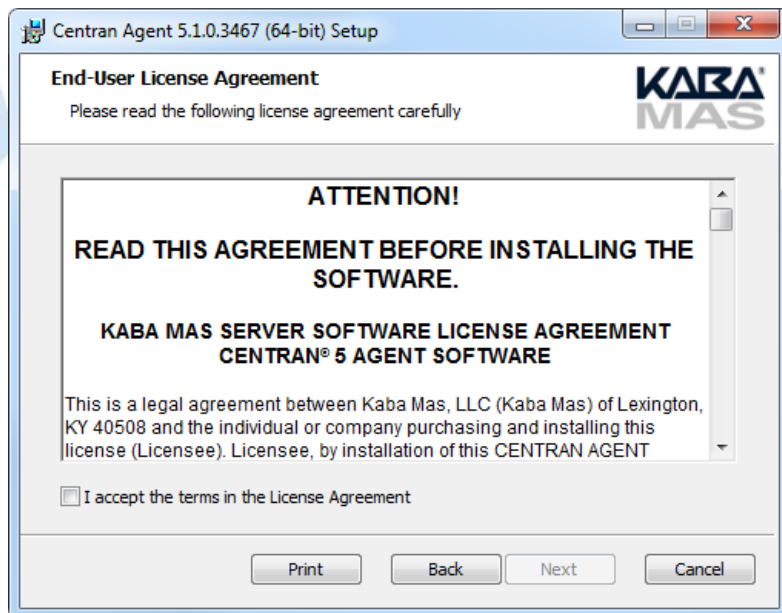 Centran Agent 5.1.0.3467 (64-bit) Setup
End-User License Agreement
Please read the following license agreement carefully
KABA®
MAS
ATTENTION!
READ THIS AGREEMENT BEFORE INSTALLING THE
SOFTWARE.
KABA MAS SERVER SOFTWARE LICENSE AGREEMENT
CENTRAN® 5 AGENT SOFTWARE
This is a legal agreement between Kaba Mas, LLC (Kaba Mas) of Lexington,
KY 40508 and the individual or company purchasing and installing this
license (Licensee). Licensee, by installation of this CENTRAN AGENT
I accept the terms in the License Agreement
Print Back Next Cancel